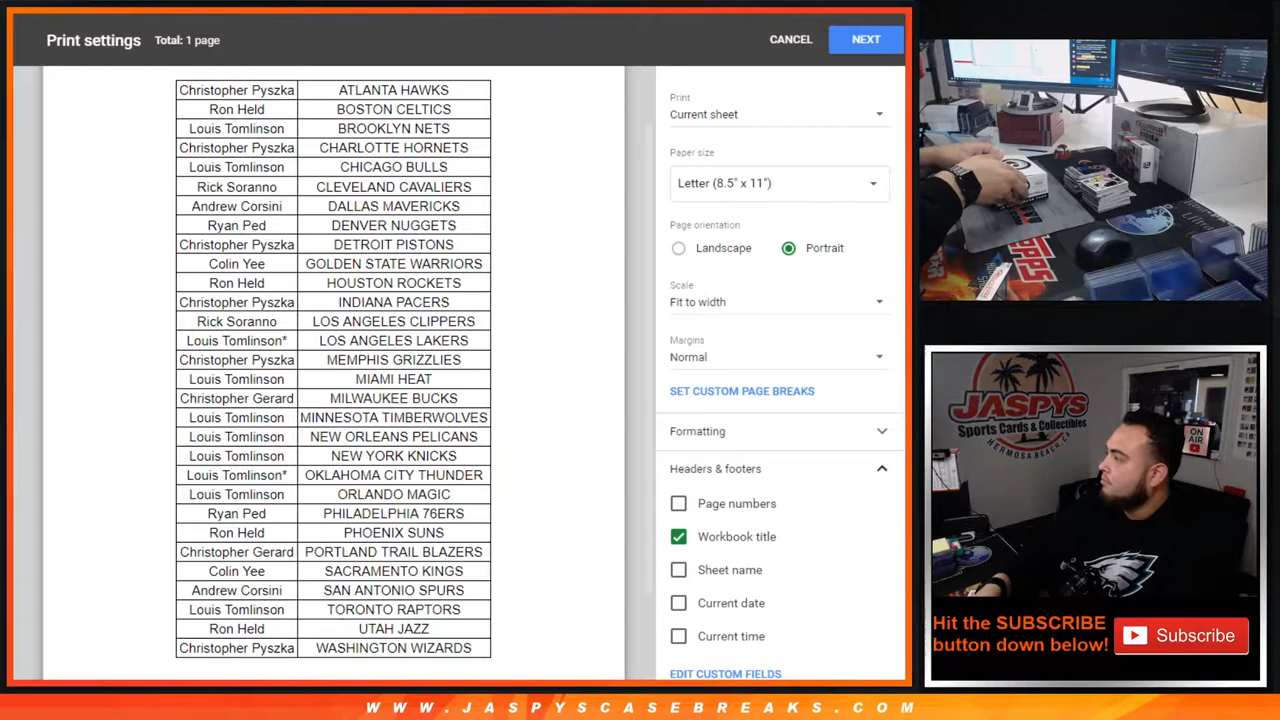 Print settings Total: 1 page CANCEL NEXT
Christopher Pyszka ATLANTA HAWKS
Ron Held BOSTON CELTICS
Louis Tomlinson BROOKLYN NETS
Christopher Pyszka CHARLOTTE HORNETS
Louis Tomlinson CHICAGO BULLS
Rick Soranno CLEVELAND CAVALIERS
Andrew Corsini DALLAS MAVERICKS
Ryan Ped DENVER NUGGETS
Christopher Pyszka DETROIT PISTONS
Colin Yee GOLDEN STATE WARRIORS
Ron Held HOUSTON ROCKETS
Christopher Pyszka INDIANA PACERS
Rick Soranno LOS ANGELES CLIPPERS
Louis Tomlinson* LOS ANGELES LAKERS
Christopher Pyszka MEMPHIS GRIZZLIES
Louis Tomlinson MIAMI HEAT
Christopher Gerard MILWAUKEE BUCKS
Louis Tomlinson MINNESOTA TIMBERWOLVES
Louis Tomlinson NEW ORLEANS PELICANS
Louis Tomlinson NEW YORK KNICKS
Louis Tomlinson* OKLAHOMA CITY THUNDER
Louis Tomlinson ORLANDO MAGIC
Ryan Ped PHILADELPHIA 76ERS
Ron Held PHOENIX SUNS
Christopher Gerard PORTLAND TRAIL BLAZERS
Colin Yee SACRAMENTO KINGS
Andrew Corsini SAN ANTONIO SPURS
Louis Tomlinson TORONTO RAPTORS
Ron Held UTAH JAZZ
Christopher Pyszka WASHINGTON WIZARDS
Print
Current sheet
Paper size
Letter (8.5" x 11")
Page orientation
Landscape Portrait
Scale
Fit to width
Margins
Normal
SET CUSTOM PAGE BREAKS
Formatting
Headers & footers
Page numbers
Workbook title
Sheet name
Current date
Current time
EDIT CUSTOM FIELDS
TOPPS
JASPYS
Sports Cards & Collectibles
HERMOSA BEACH, CA
ON
AIR
Hit the SUBSCRIBE
button down below!
Subscribe
WWW.JASPYSCASEBREAKS.COM